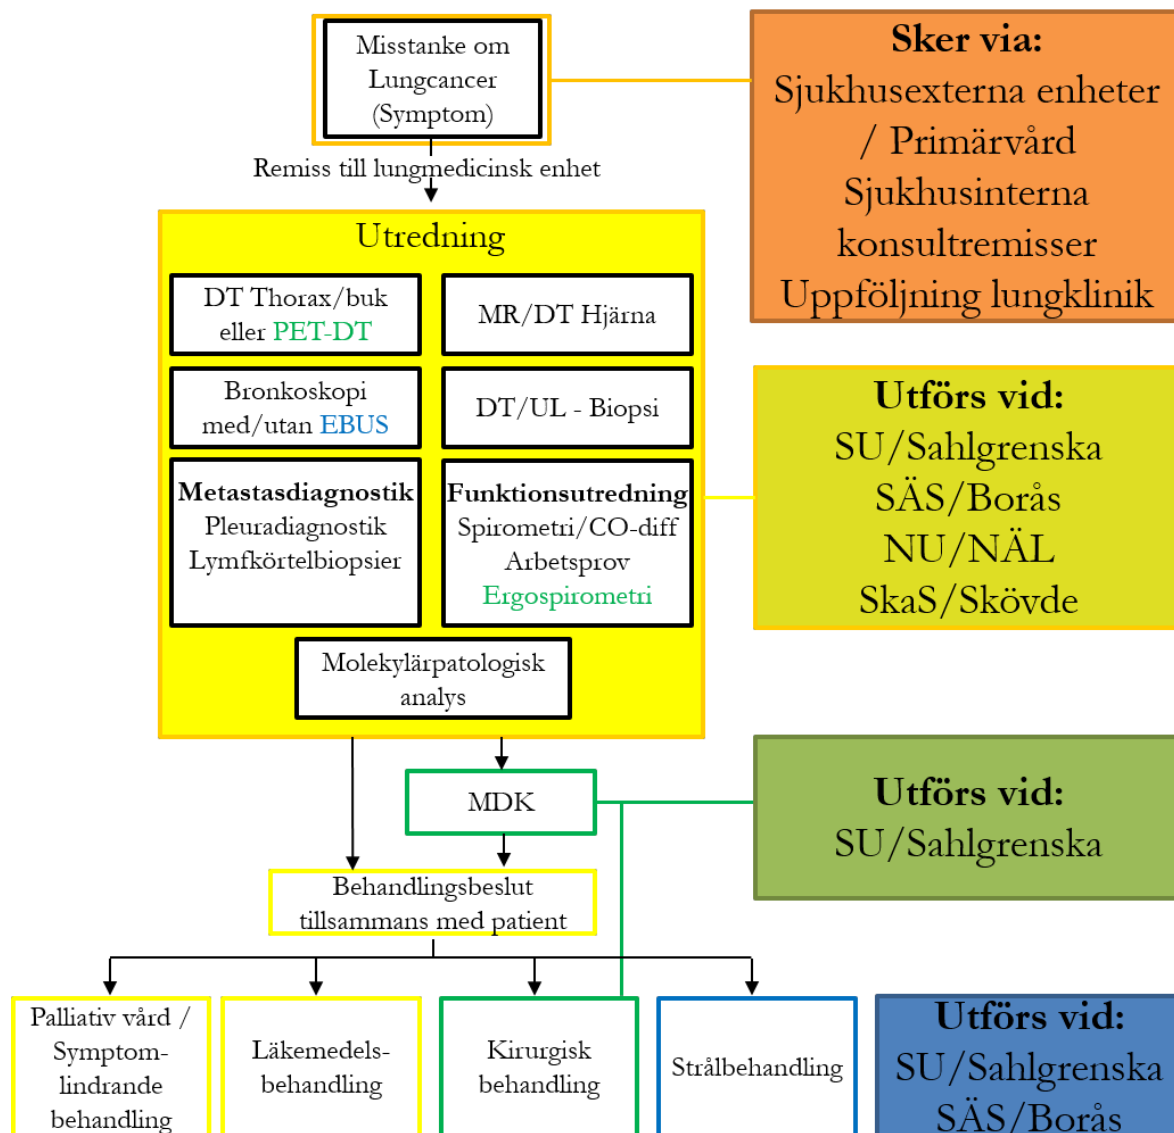 Misstanke om
Lungcancer
(Symptom)
Sker via:
Sjukhusexterna enheter
/ Primärvård
Sjukhusinterna
konsultremisser
Uppföljning lungklinik
Remiss till lungmedicinsk enhet
Utredning
DT Thorax/buk
eller PET-DT
MR/DT Hjärna
Bronkoskopi
med/utan EBUS
DT/UL - Biopsi
Metastasdiagnostik
Pleuradiagnostik
Lymfkörtelbiopsier
Funktionsutredning
Spirometri/CO-diff
Arbetsprov
Ergospirometri
Molekylärpatologisk
analys
Utförs vid:
SU/Sahlgrenska
SÄS/Borås
NU/NÄL
SkaS/Skövde
MDK
Utförs vid:
SU/Sahlgrenska
Behandlingsbeslut
tillsammans med patient
Palliativ vård /
Symptom-
lindrande
behandling
Läkemedels-
behandling
Kirurgisk
behandling
Strålbehandling
Utförs vid:
SU/Sahlgrenska
SÄS/Borås